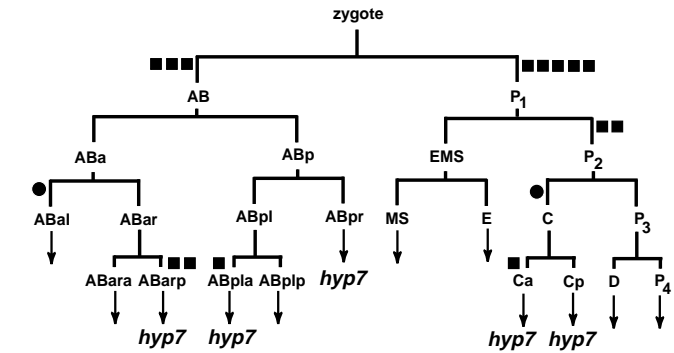 zygote
AB P1
ABa ABp EMS P2
ABal ABar ABpl ABpr MS E C P3
ABara ABarp ABpla ABplp hyp7 Ca Cp D P4
hyp7 hyp7 hyp7 hyp7